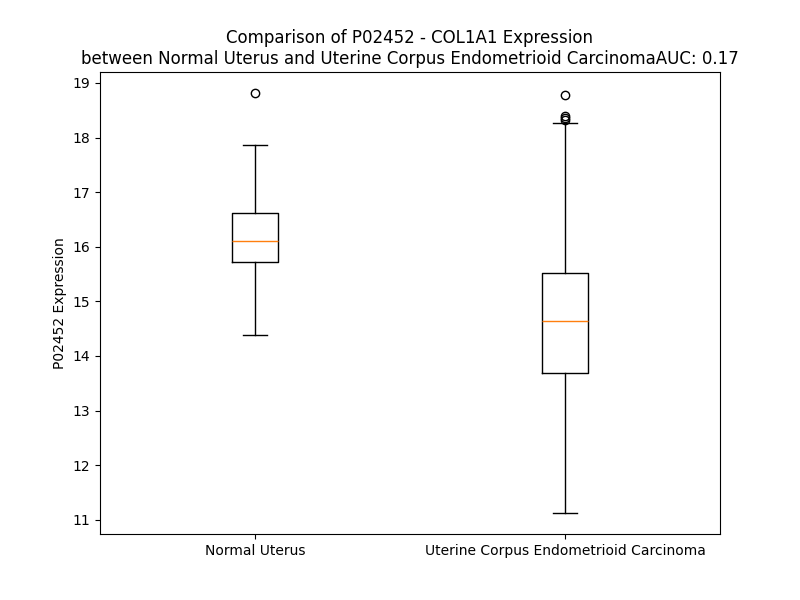 Comparison of P02452 - COL1A1 Expression
between Normal Uterus and Uterine Corpus Endometrioid CarcinomaAUC: 0.17
19
18
17
16
15
14
13
12
11
P02452 Expression
Normal Uterus
Uterine Corpus Endometrioid Carcinoma